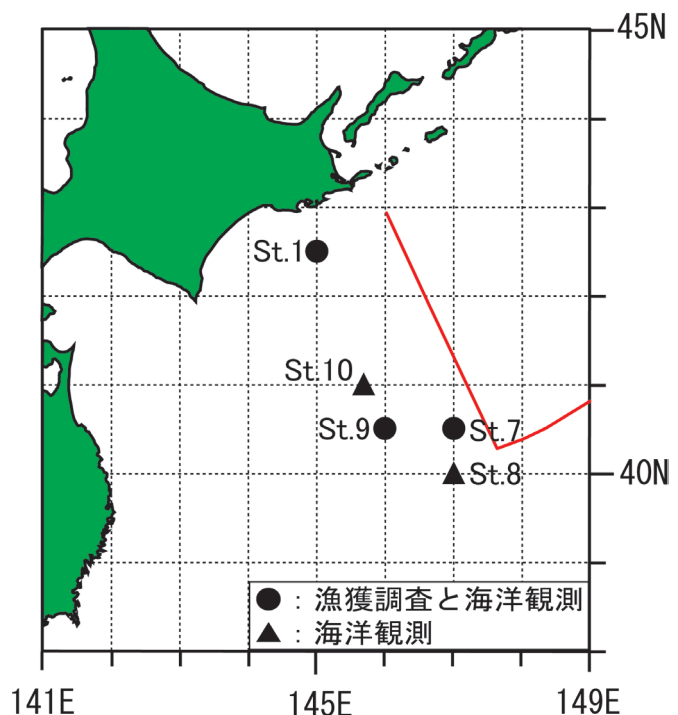 45N
St.1
St.10
St.9
St.7
St.8
40N
● : 漁獲調査と海洋観測
▲ : 海洋観測
141E
145E
149E